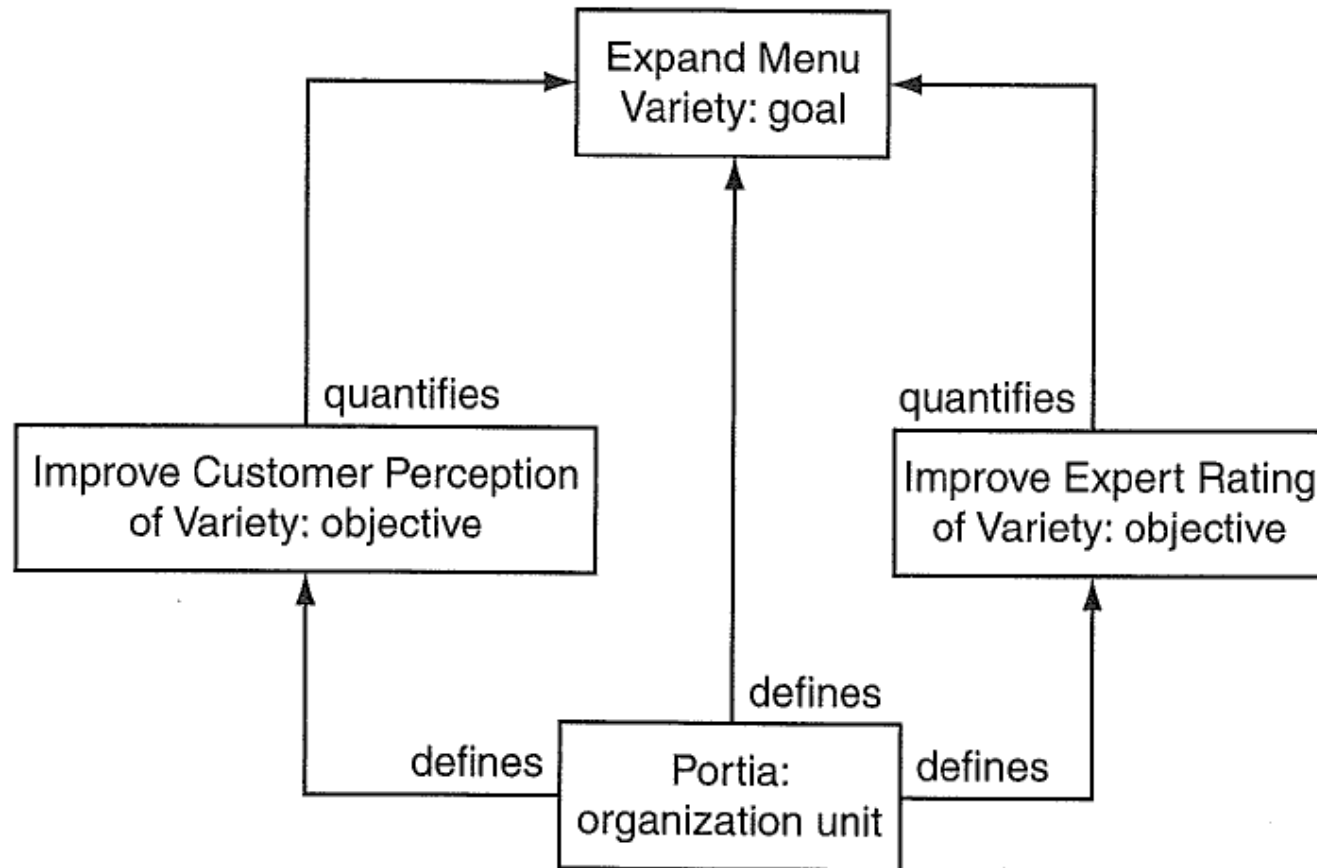 Expand Menu
Variety: goal
quantifies
quantifies
Improve Customer Perception
of Variety: objective
Improve Expert Rating
of Variety: objective
defines
defines
defines
Portia:
organization unit